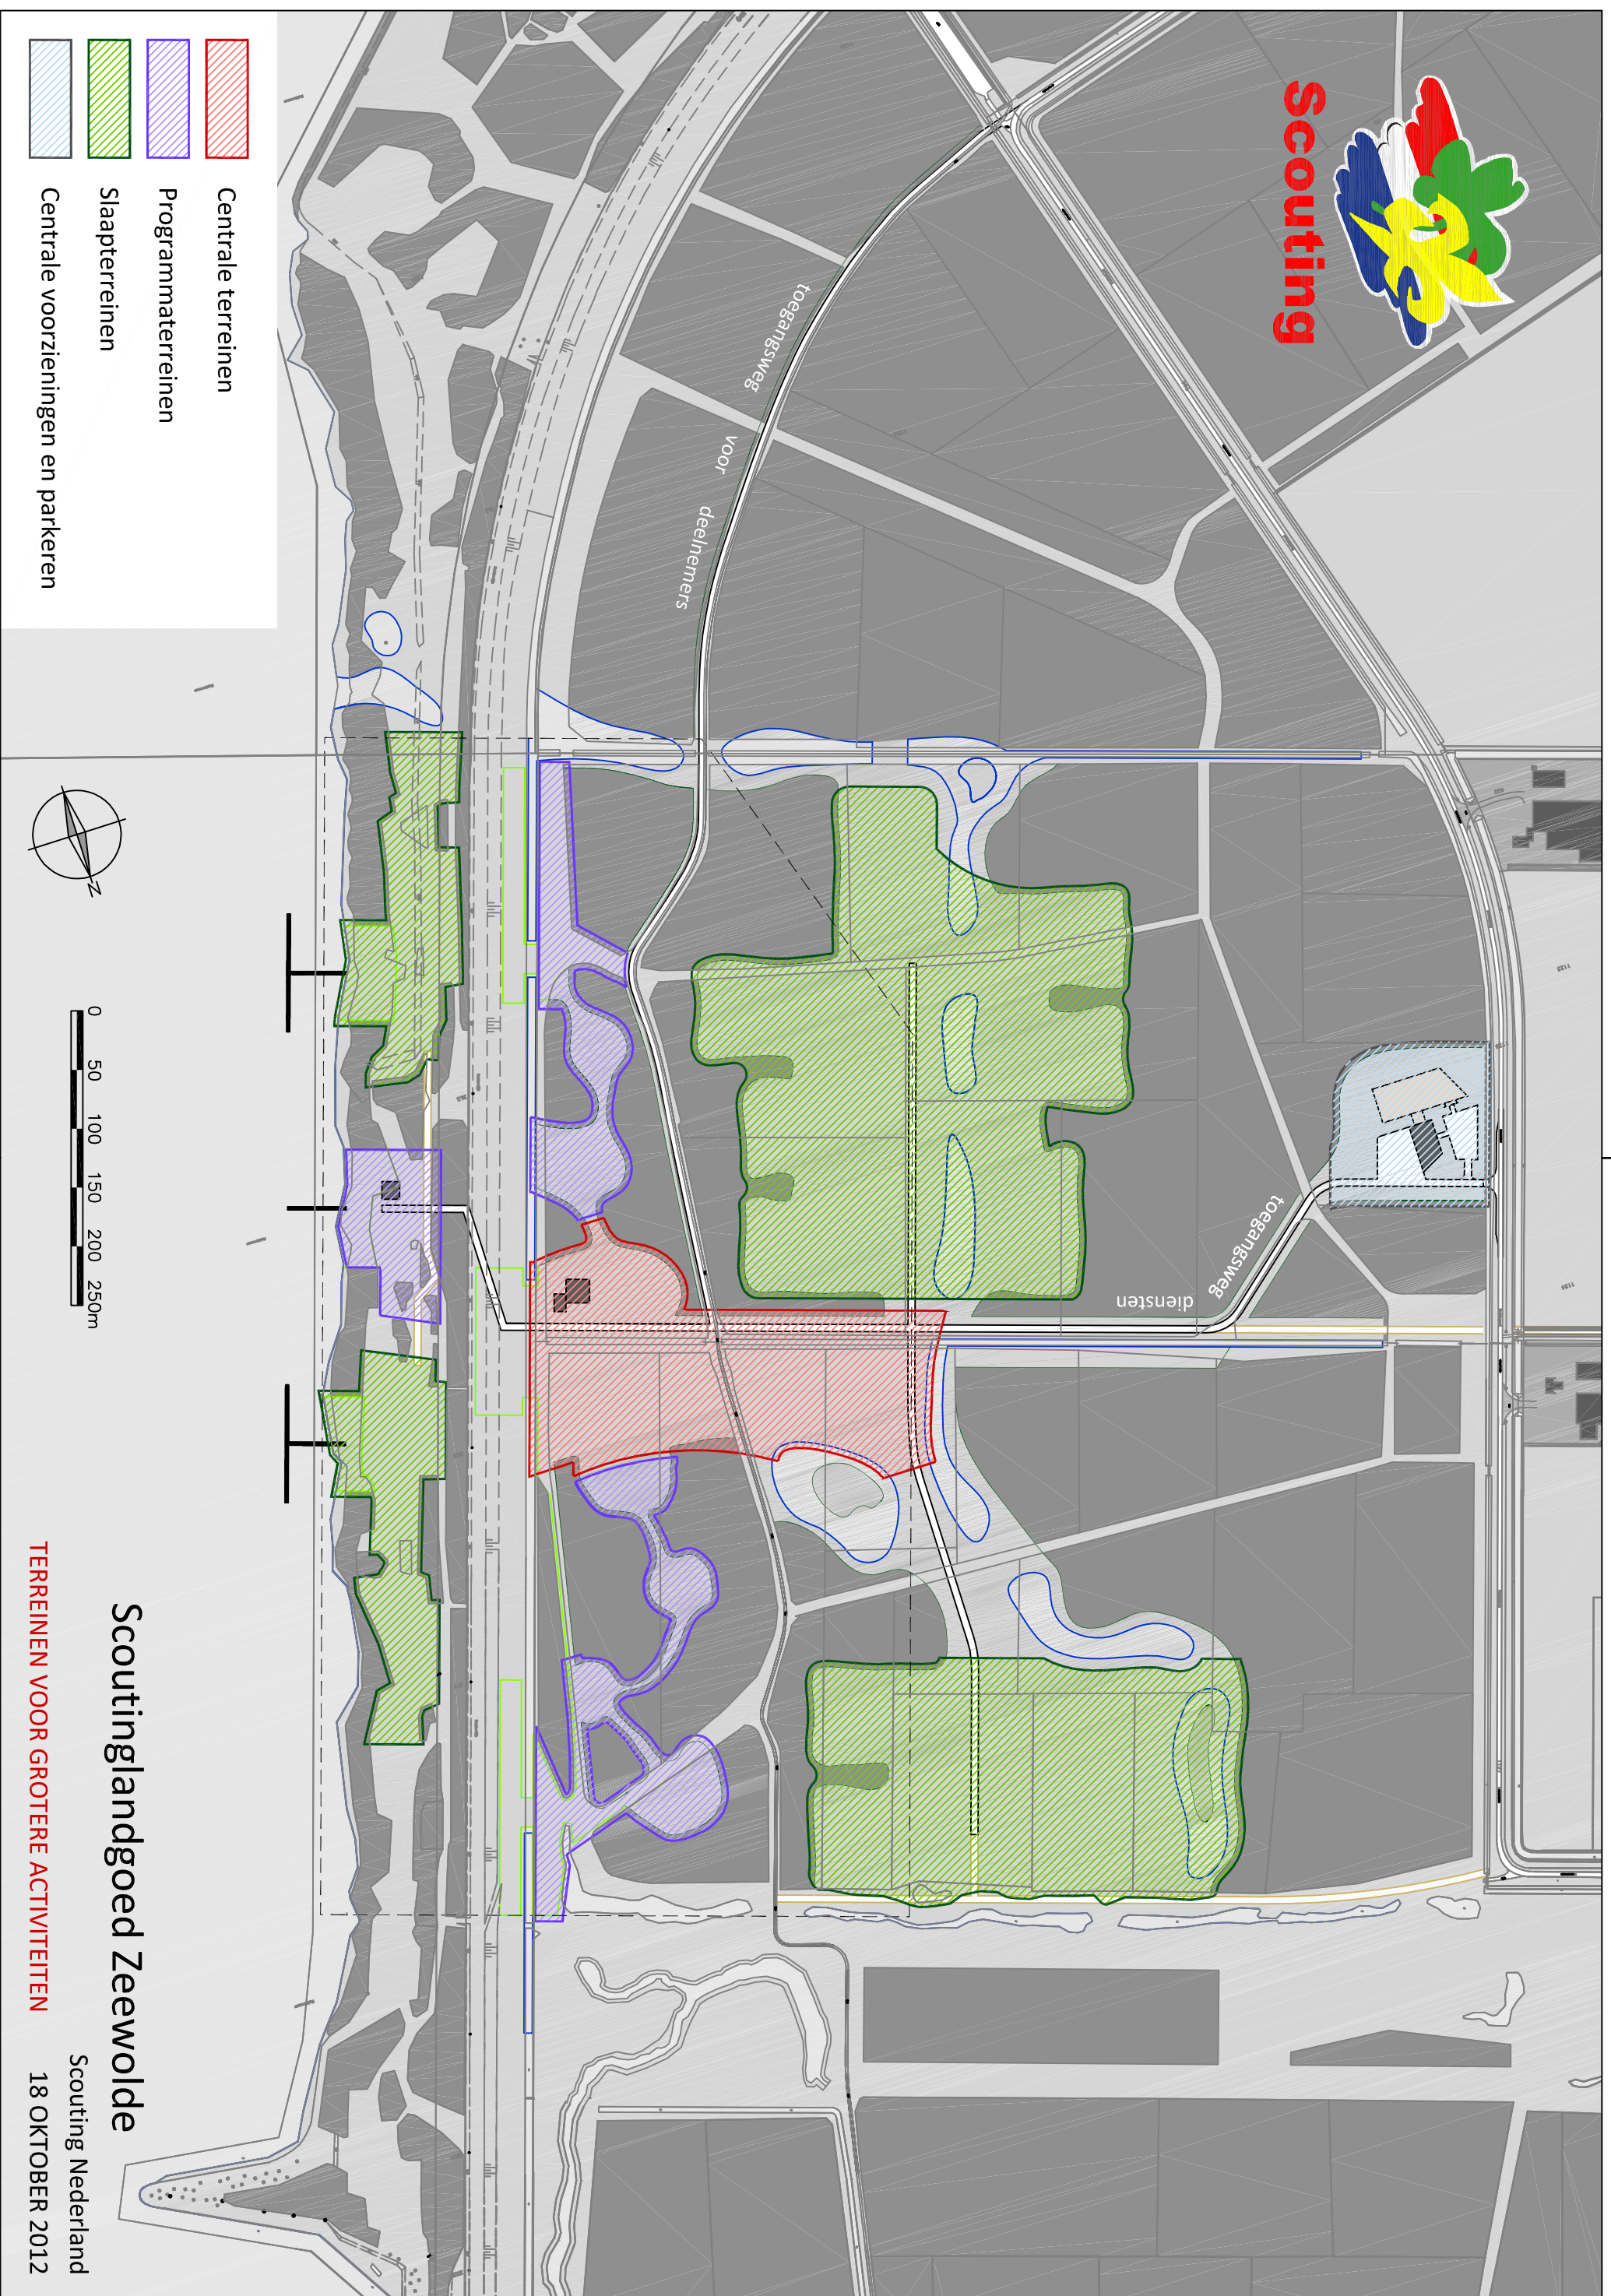 Scouting
toegangsweg voor deelnemers
toegangsweg
diensten
Centrale terreinen
Programmaterreinen
Slaapterreinen
Centrale voorzieningen en parkeren
N
0 50 100 150 200 250m
Scoutinglandgoed Zeewolde
TERREINEN VOOR GROTERE ACTIVITEITEN
Scouting Nederland
18 OKTOBER 2012